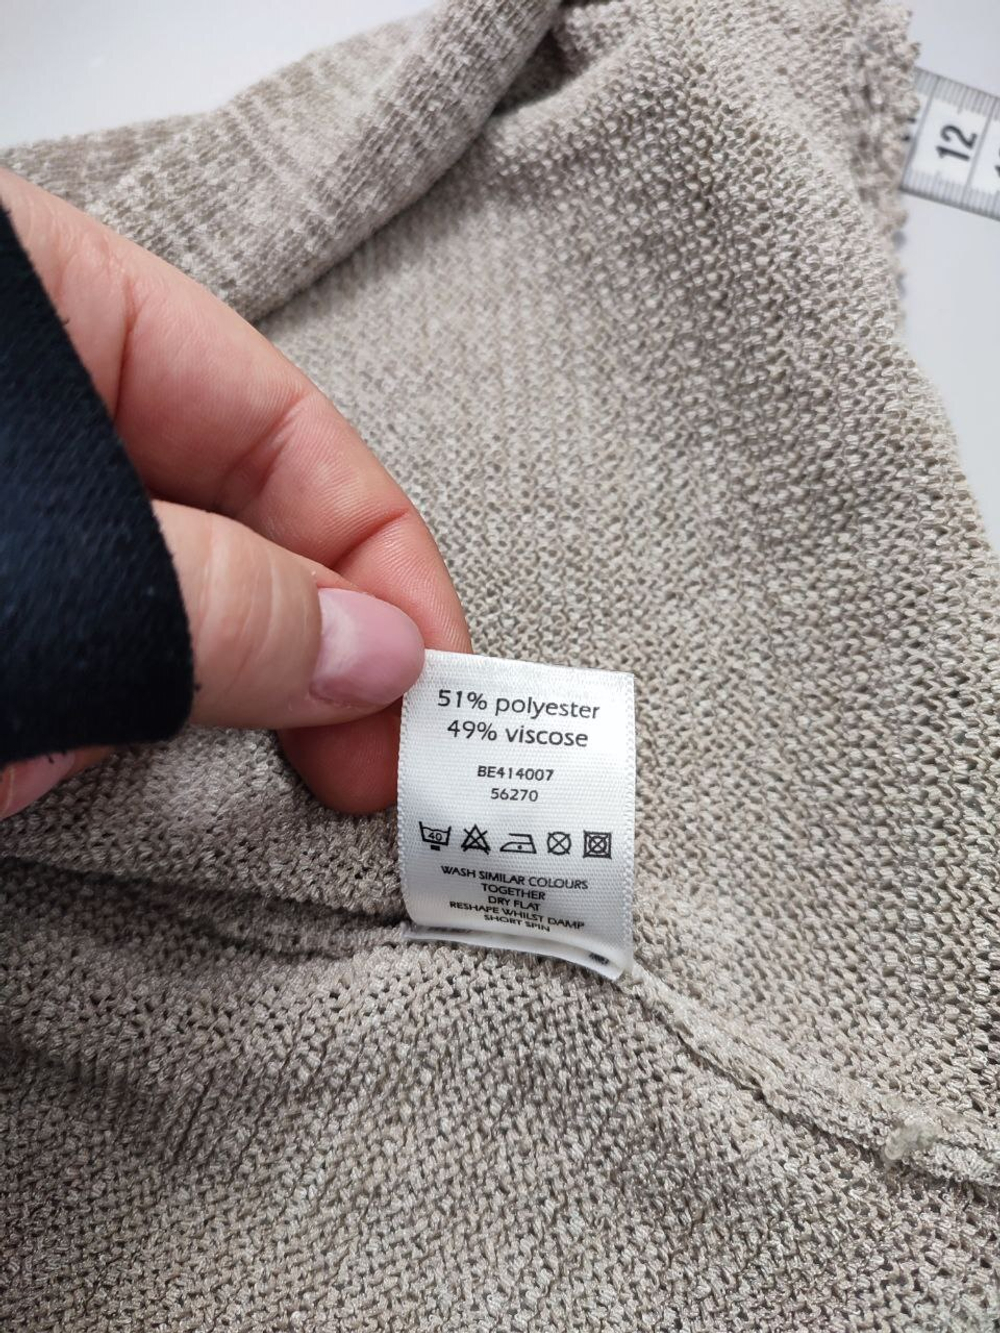 12
51% polyester
49% viscose
BE414007
56270
40
WASH SIMILAR COLOURS
TOGETHER
DRY FLAT
RESHAPE WHILST DAMP
SHORT SPIN